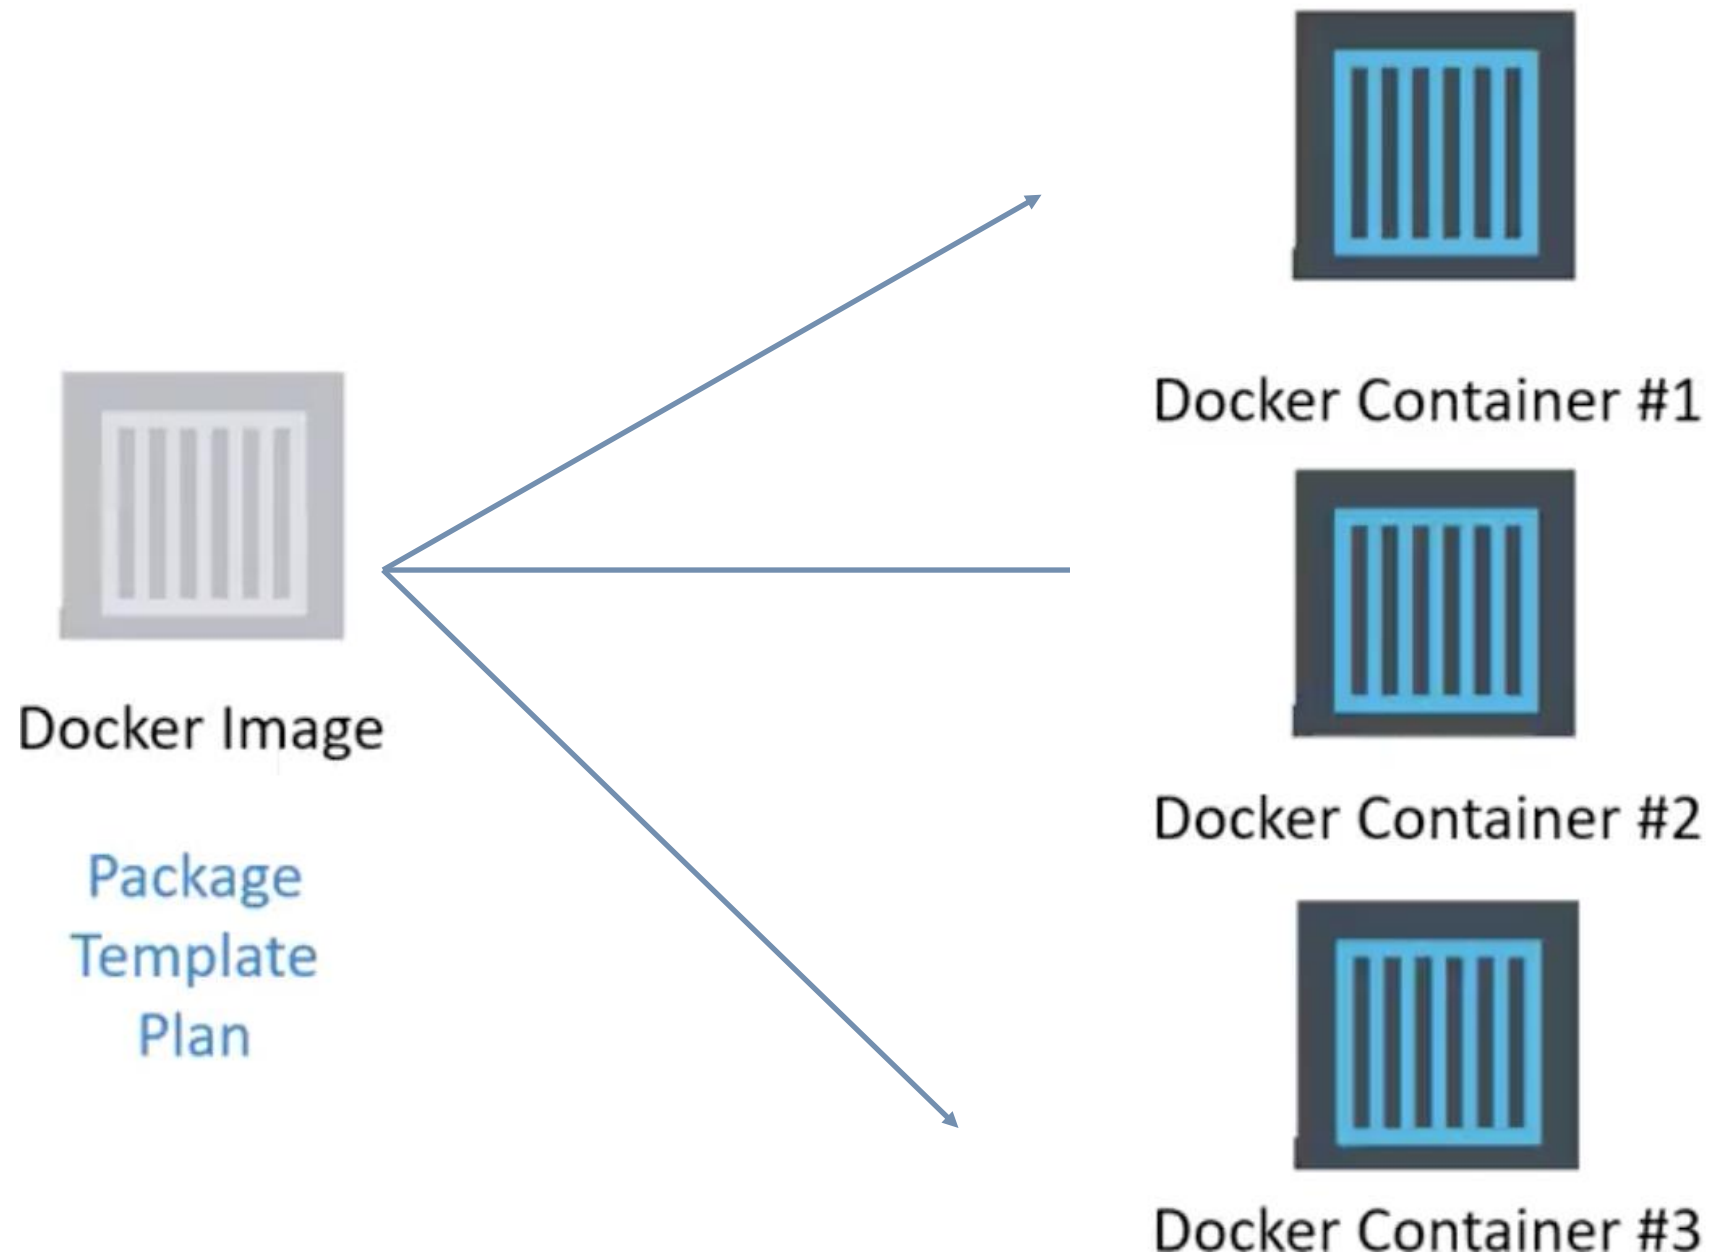 Docker Image
Package
Template
Plan
Docker Container #1
Docker Container #2
Docker Container #3